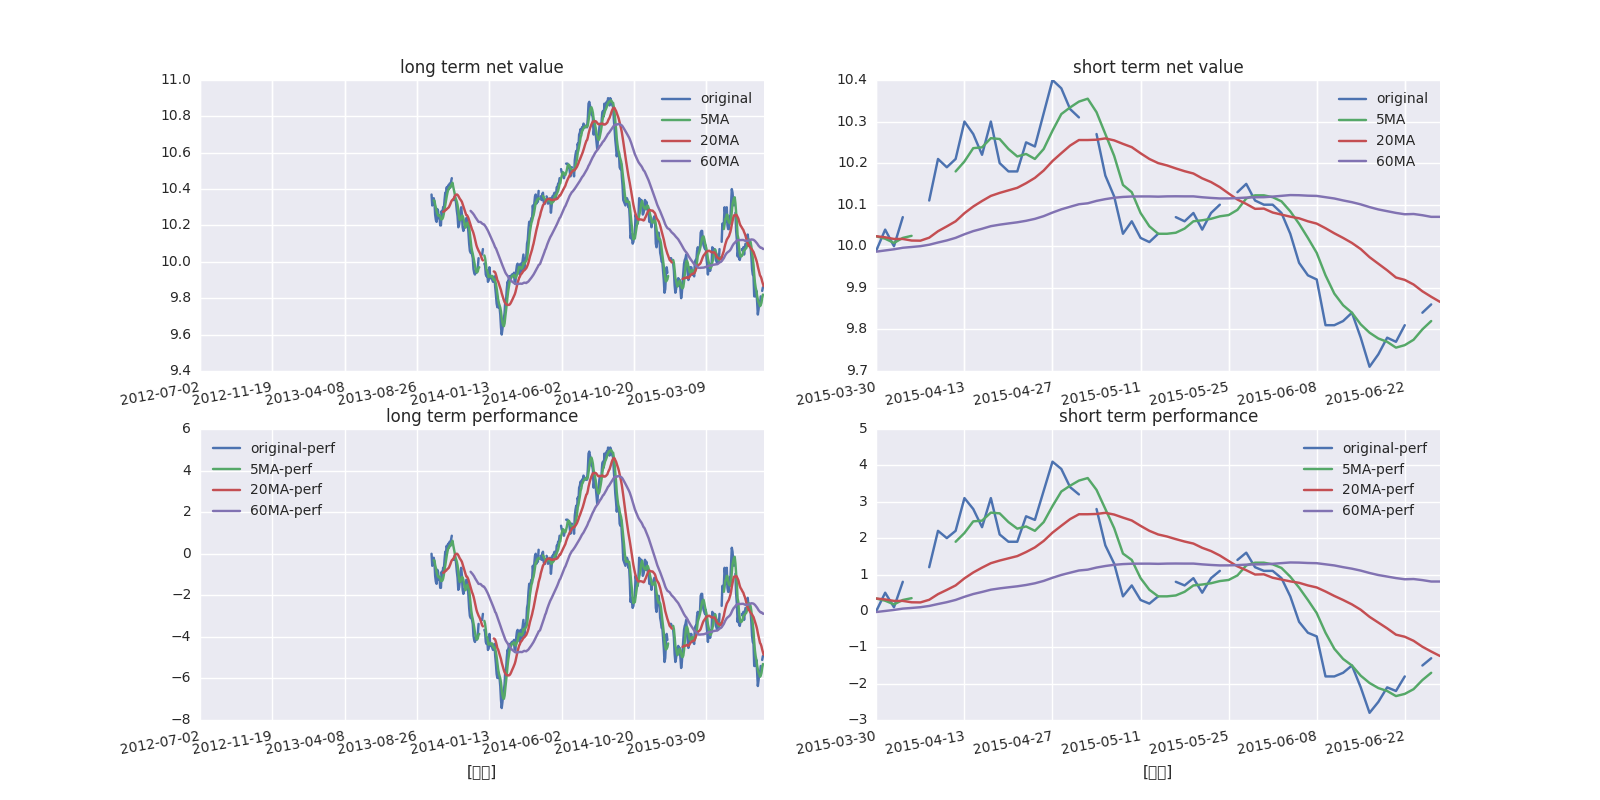 long term net value
11.0
10.8
10.6
10.4
10.2
10.0
9.8
9.6
9.4
original
5MA
20MA
60MA
2012-07-02 2012-11-19 2013-04-08 2013-08-26 2014-01-13 2014-06-02 2014-10-20 2015-03-09
short term net value
10.4
10.3
10.2
10.1
10.0
9.9
9.8
9.7
original
5MA
20MA
60MA
2015-03-30 2015-04-13 2015-04-27 2015-05-11 2015-05-25 2015-06-08 2015-06-22
long term performance
6
4
2
0
−2
−4
−6
−8
original-perf
5MA-perf
20MA-perf
60MA-perf
2012-07-02 2012-11-19 2013-04-08 2013-08-26 2014-01-13 2014-06-02 2014-10-20 2015-03-09
[▯▯]
short term performance
5
4
3
2
1
0
−1
−2
−3
original-perf
5MA-perf
20MA-perf
60MA-perf
2015-03-30 2015-04-13 2015-04-27 2015-05-11 2015-05-25 2015-06-08 2015-06-22
[▯▯]